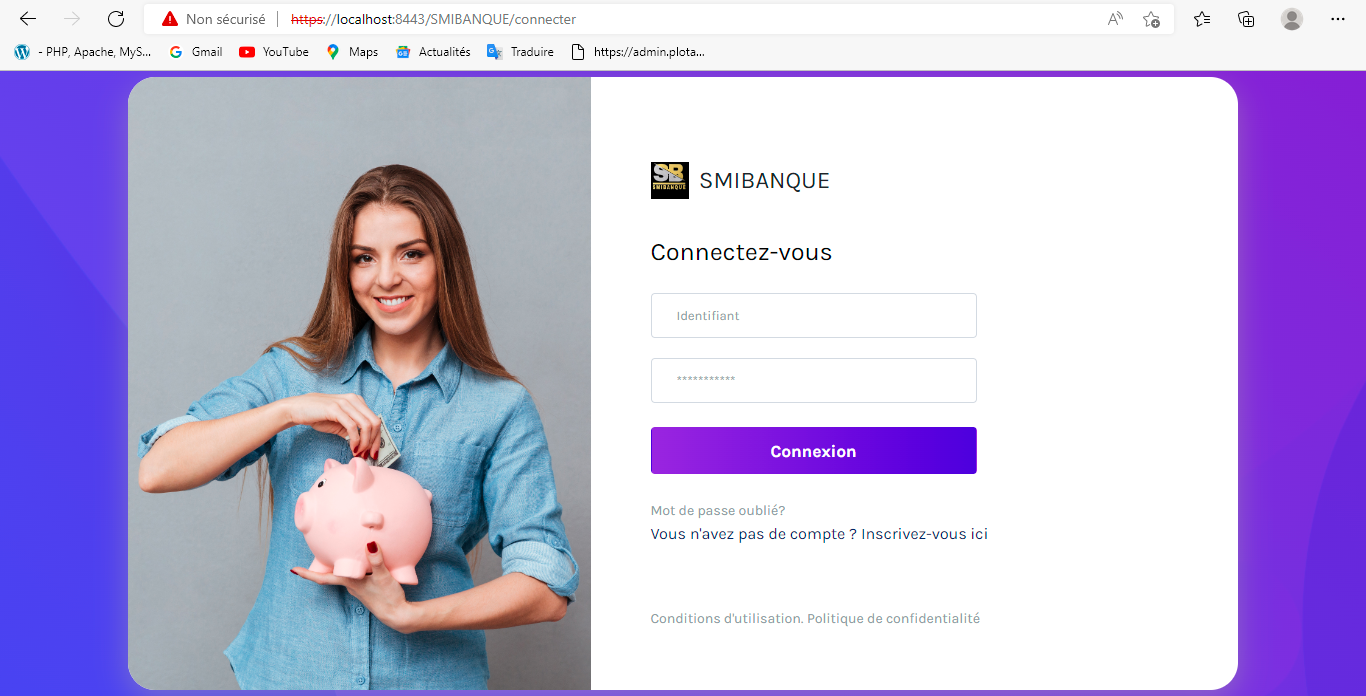 Non sécurisé
https://localhost:8443/SMIBANQUE/connecter
- PHP, Apache, MyS... Gmail YouTube Maps Actualités Traduire https://admin.plota...
SB
SMIBANQUE
SMIBANQUE
Connectez-vous
Identifiant
***********
Connexion
Mot de passe oublié?
Vous n'avez pas de compte ? Inscrivez-vous ici
Conditions d'utilisation. Politique de confidentialité